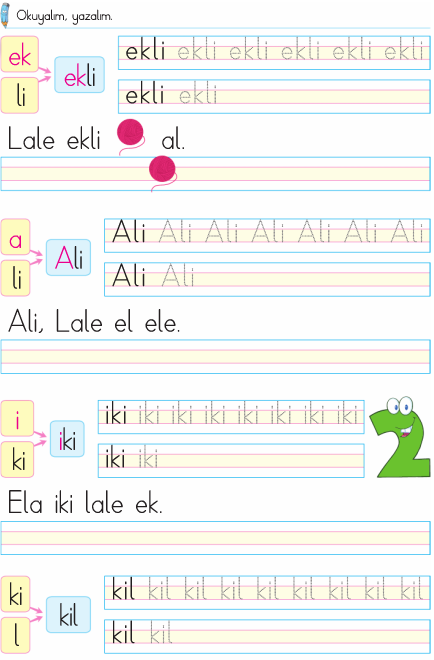 Okuyalım, yazalım.
ek
li
ekli
ekli ekli ekli ekli ekli ekli
ekli ekli
Lale ekli al.
a
li
Ali
Ali Ali Ali Ali Ali Ali Ali
Ali Ali
Ali, Lale el ele.
i
ki
iki
iki iki iki iki iki iki iki iki
iki iki
2
Ela iki lale ek.
ki
l
kil
kil kil kil kil kil kil kil kil kil
kil kil